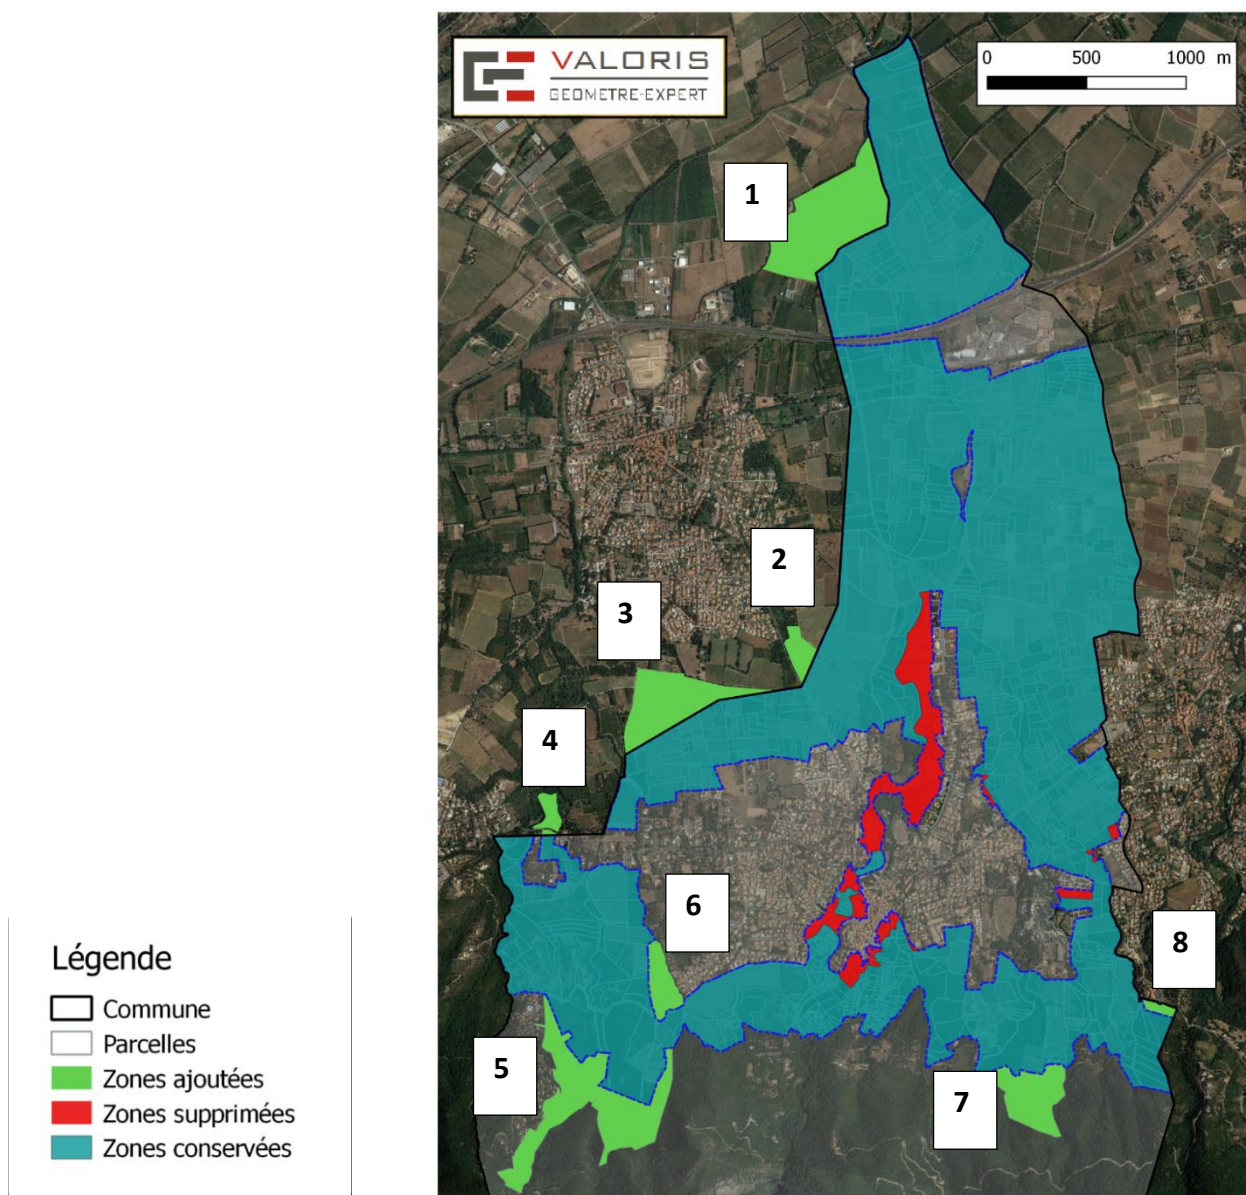 VALORIS
GEOMETRE-EXPERT
0 500 1000 m
1
2
3
4
6
8
5
7
Légende
Commune
Parcelles
Zones ajoutées
Zones supprimées
Zones conservées